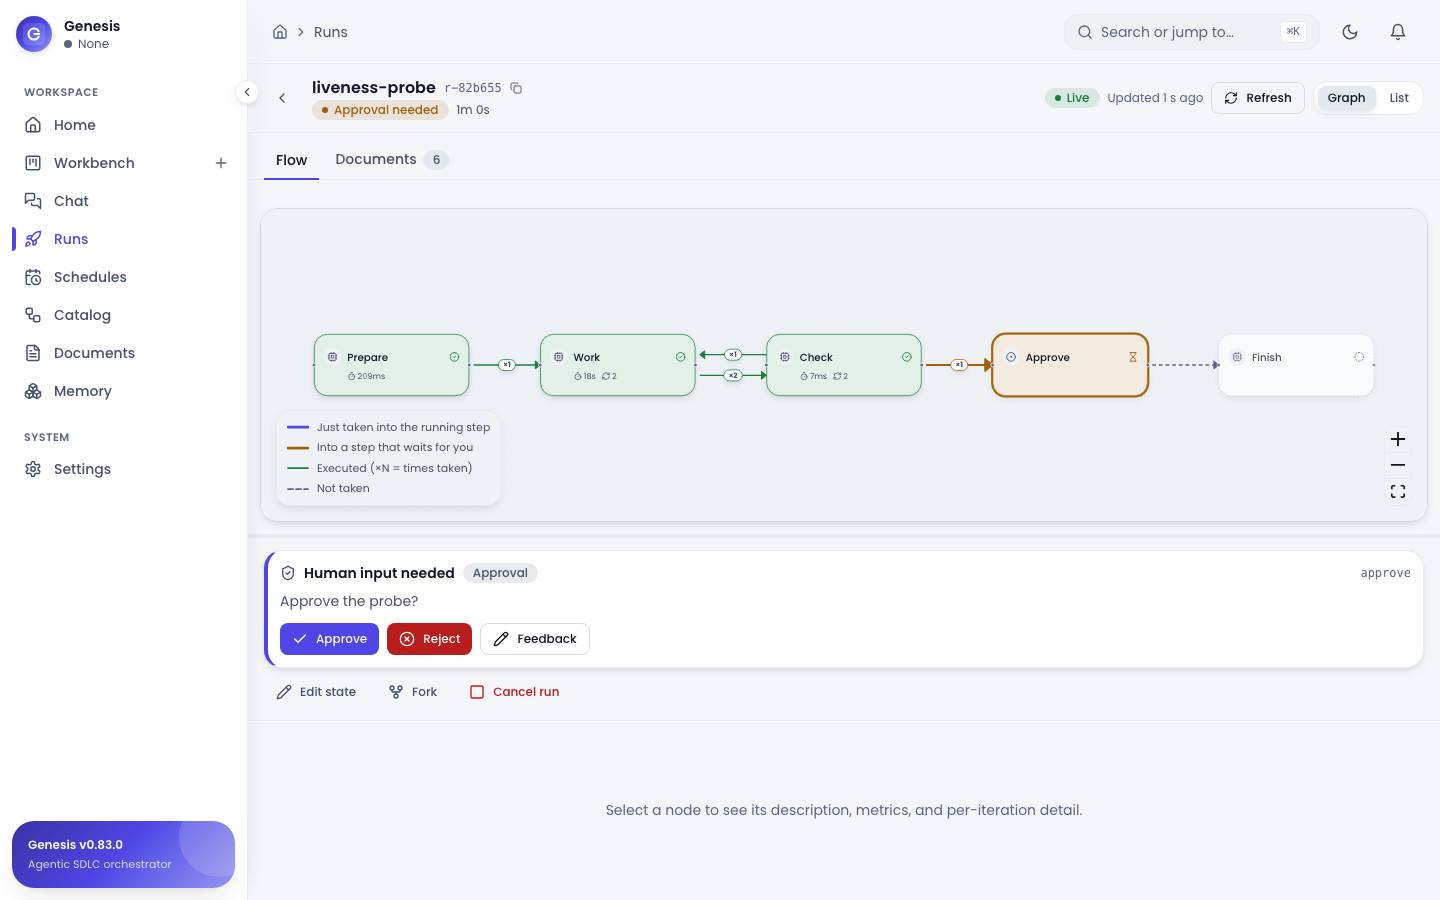 Genesis
None
WORKSPACE
Home
Workbench
Chat
Runs
Schedules
Catalog
Documents
Memory
SYSTEM
Settings
Genesis v0.83.0
Agentic SDLC orchestrator
Runs
Search or jump to...
⌘K
liveness-probe r-82b655
Approval needed 1m 0s
Live Updated 1 s ago Refresh Graph List
Flow Documents 6
Prepare
209ms
×1
Work
18s 2
×1
×2
Check
7ms 2
×1
Approve
Finish
Just taken into the running step
Into a step that waits for you
Executed (×N = times taken)
Not taken
Human input needed Approval approve
Approve the probe?
Approve Reject Feedback
Edit state Fork Cancel run
Select a node to see its description, metrics, and per-iteration detail.